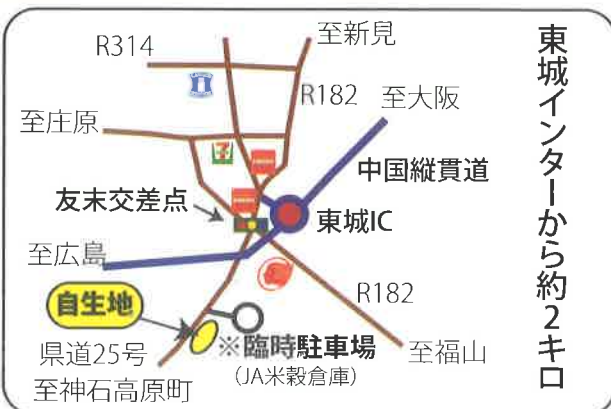 東城インターから約2キロ
R314
至新見
R182
至大阪
至庄原
7
中国縦貫道
友末交差点
東城IC
至広島
自生地
R182
県道25号
※臨時駐車場
至福山
(JA米穀倉庫)
至神石高原町